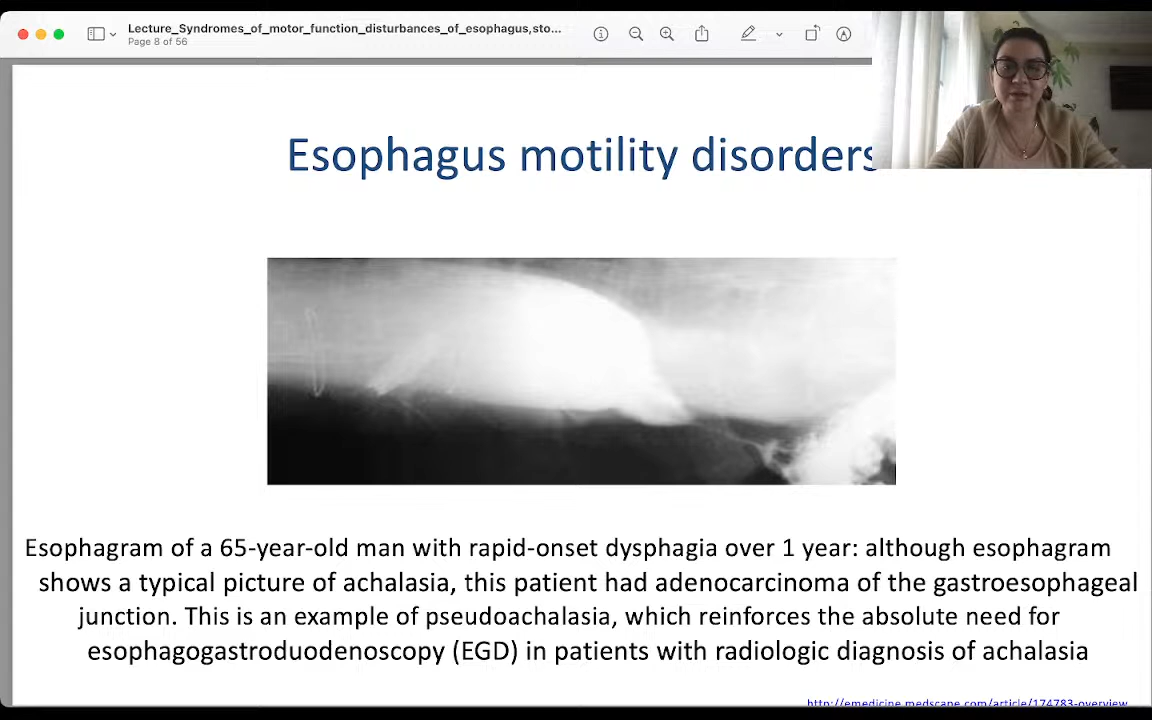 Lecture_Syndromes_of_motor_function_disturbances_of_esophagus,sto...
Page 8 of 56
Esophagus motility disorders
Esophagram of a 65-year-old man with rapid-onset dysphagia over 1 year: although esophagram
shows a typical picture of achalasia, this patient had adenocarcinoma of the gastroesophageal
junction. This is an example of pseudoachalasia, which reinforces the absolute need for
esophagogastroduodenoscopy (EGD) in patients with radiologic diagnosis of achalasia
http://emedicine.medscape.com/article/174783-overview